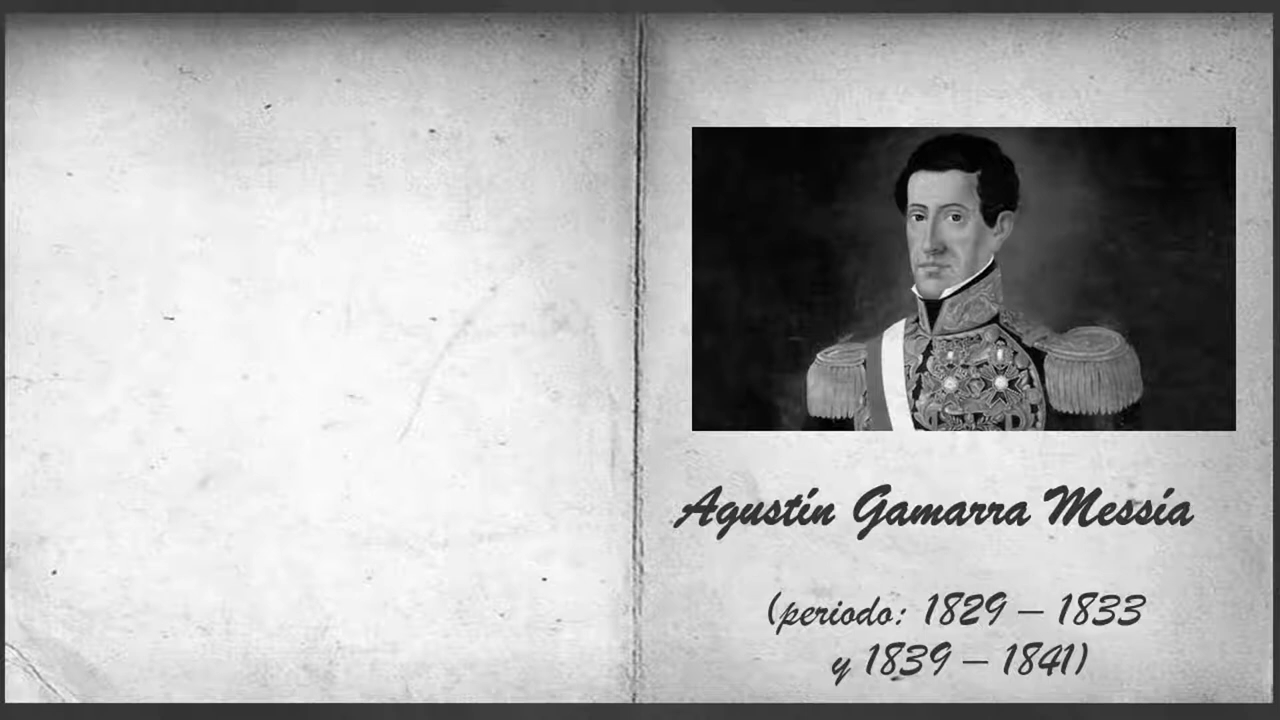 Agustín Gamarra Messía
(periodo: 1829 – 1833
y 1839 – 1841)